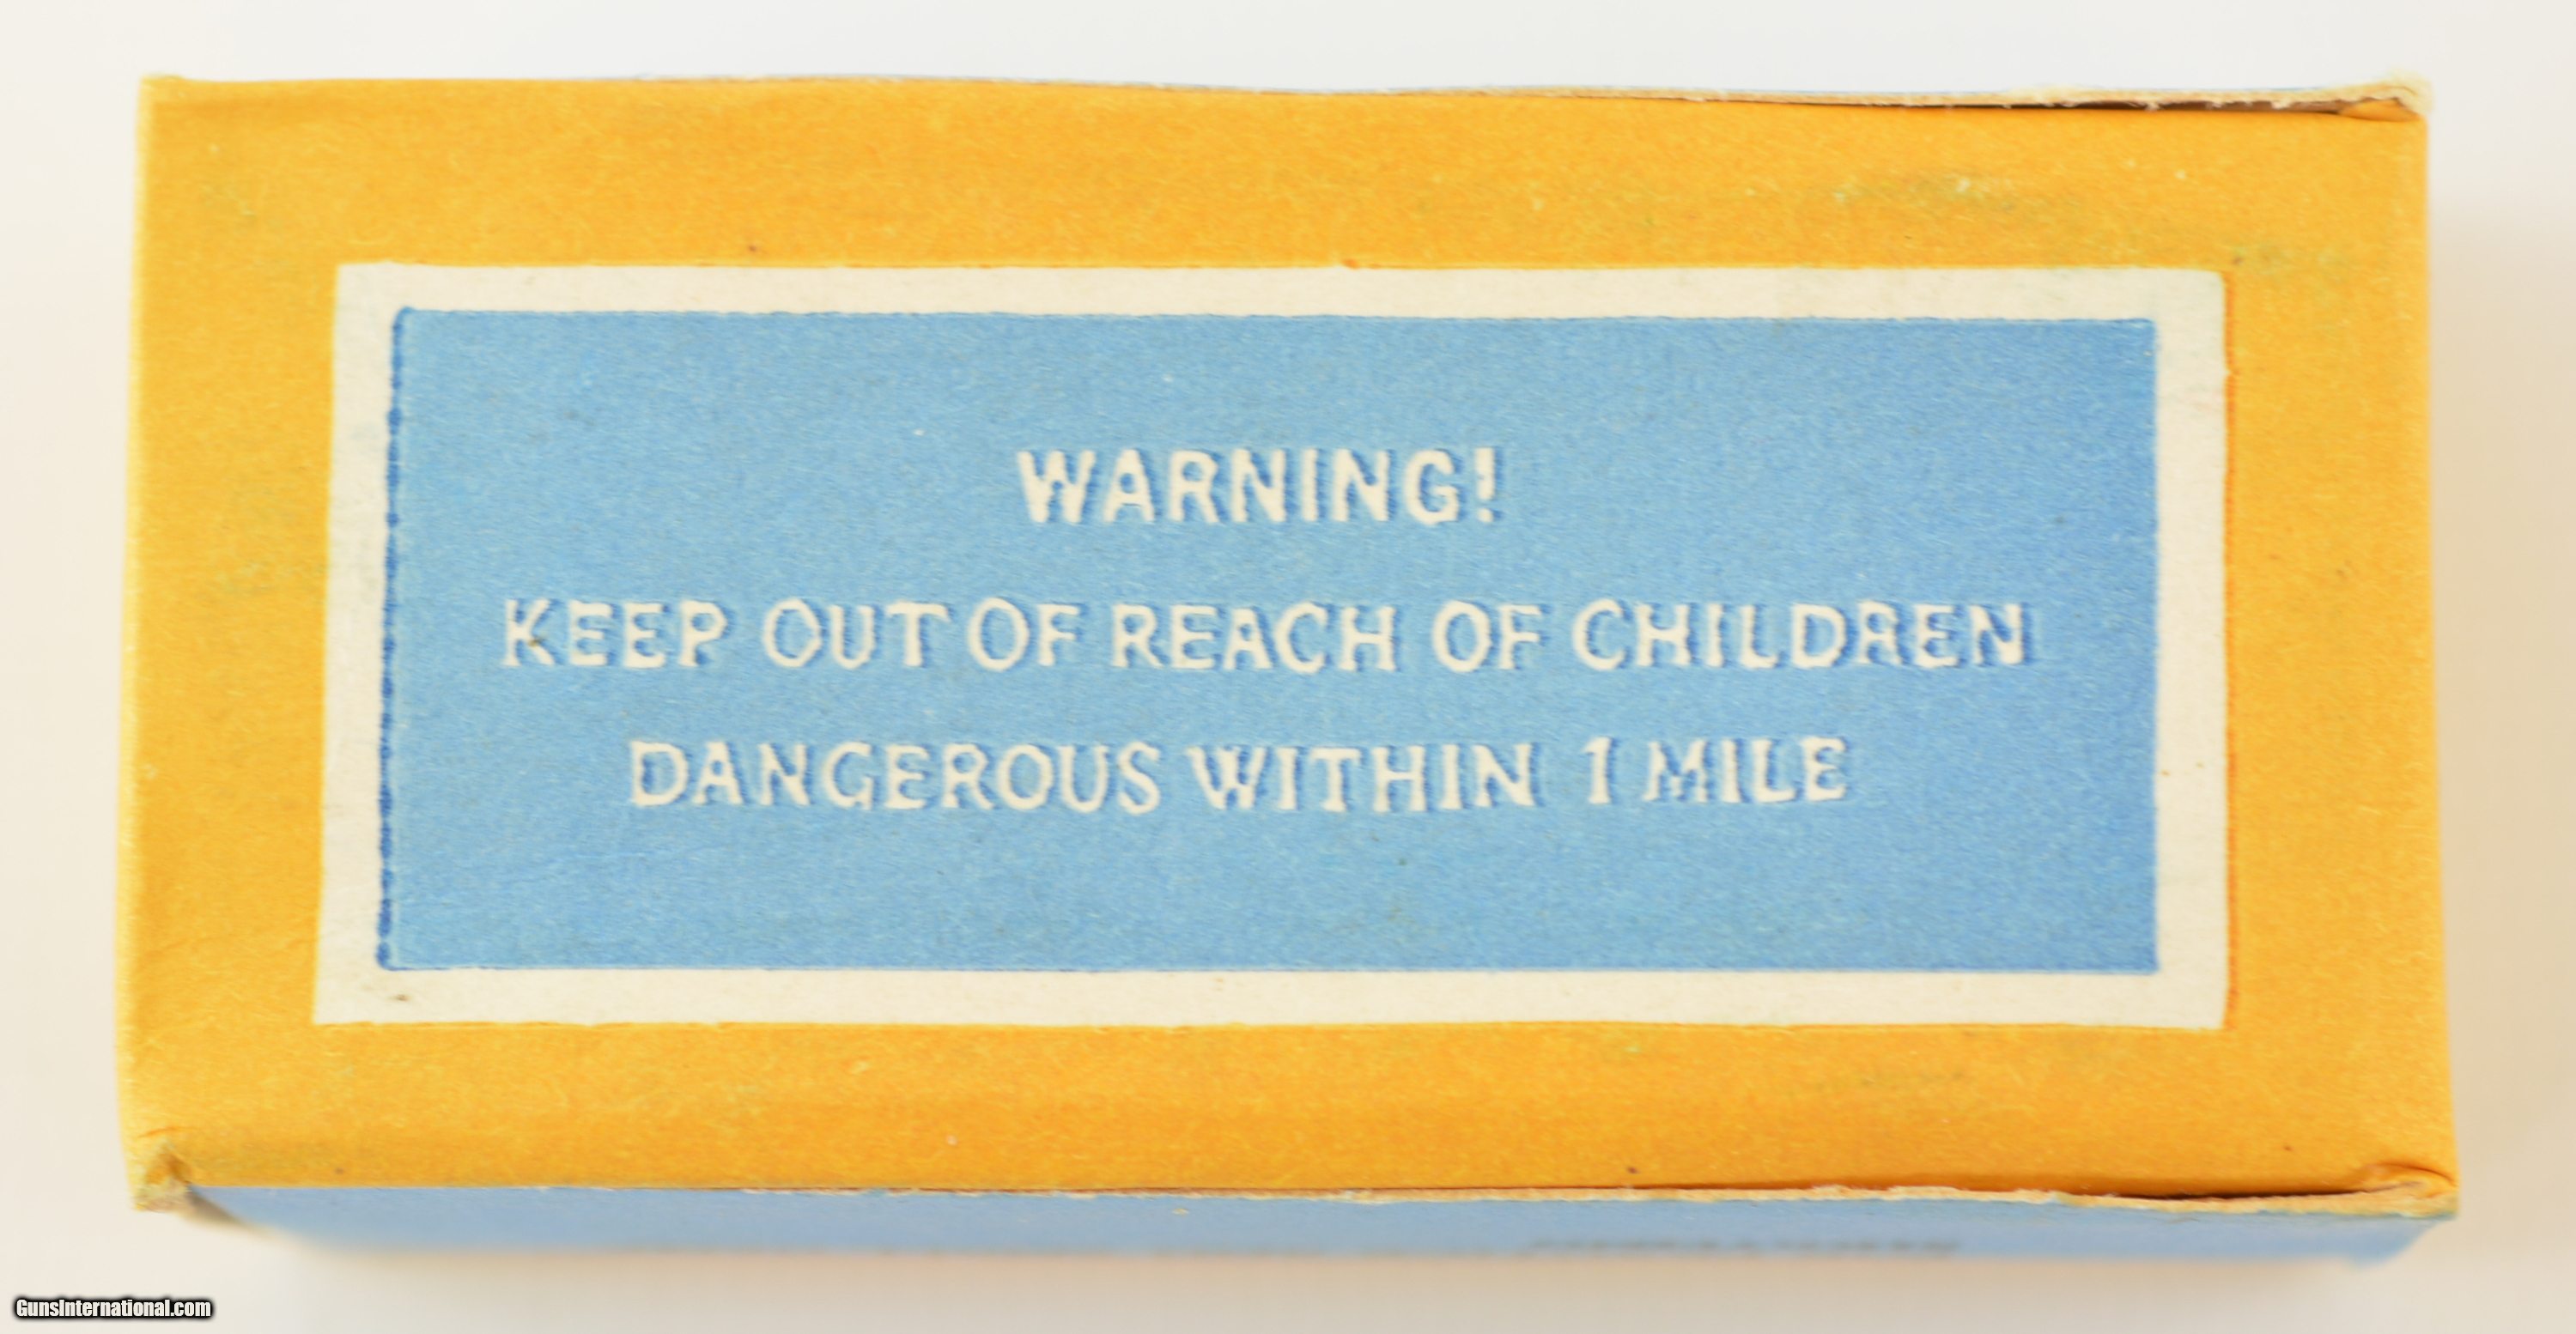 WARNING!
KEEP OUT OF REACH OF CHILDREN
DANGEROUS WITHIN 1 MILE
GunsInternational.com